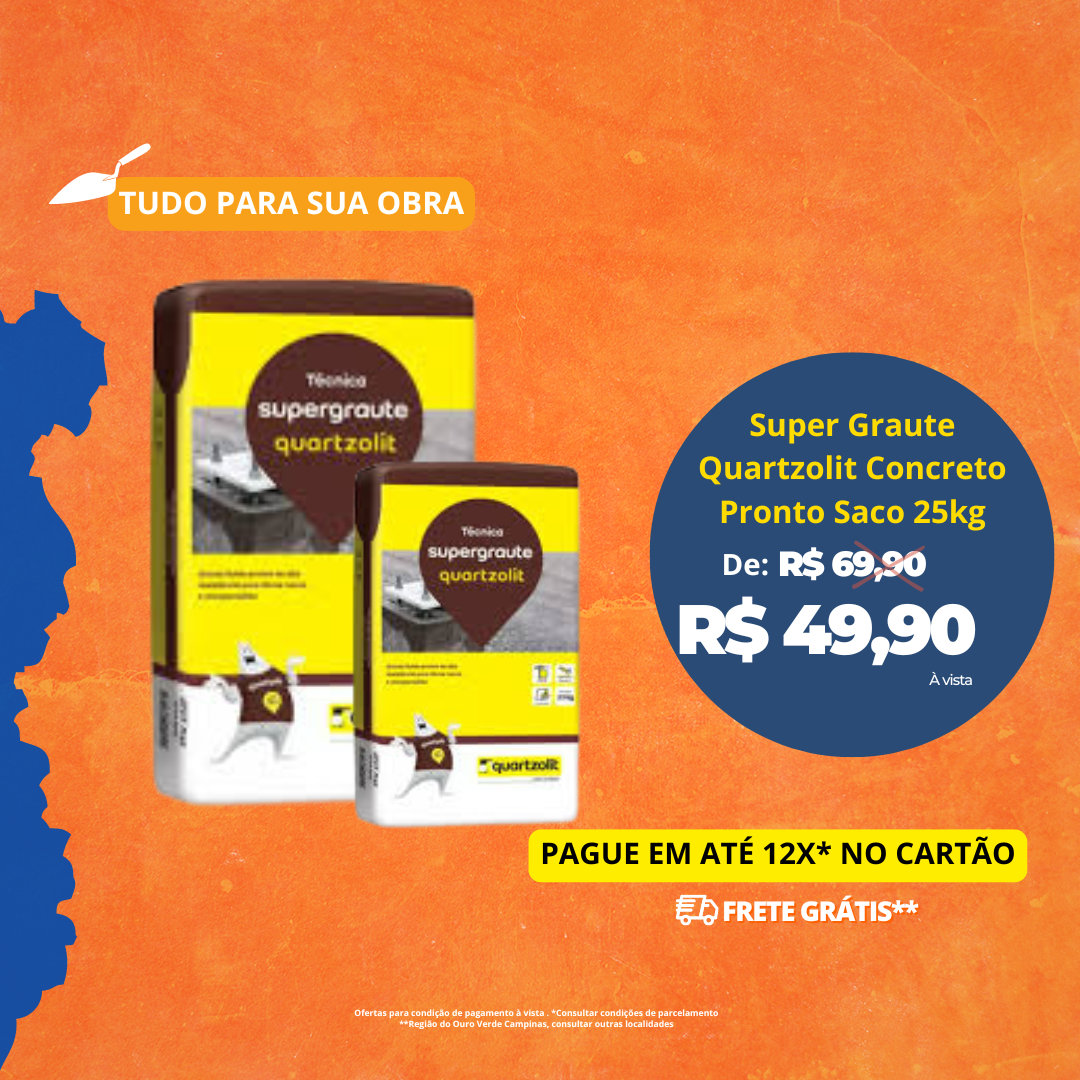 TUDO PARA SUA OBRA
Técnica
supergraute
quartzolit
Técnica
supergraute
quartzolit
quartzolit
Super Graute
Quartzolit Concreto
Pronto Saco 25kg
De: R$ 69,90
R$ 49,90
À vista
PAGUE EM ATÉ 12X* NO CARTÃO
FRETE GRÁTIS**
Ofertas para condição de pagamento à vista . *Consultar condições de parcelamento
**Região do Ouro Verde Campinas, consultar outras localidades